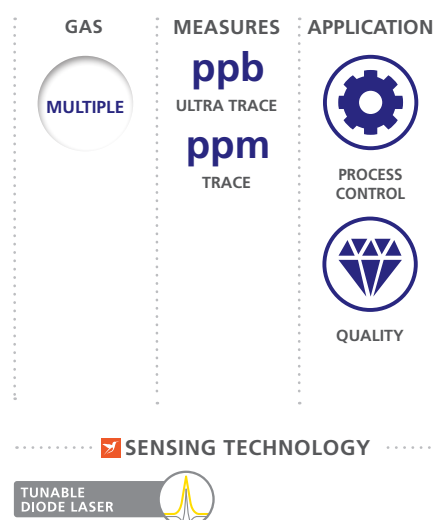 GAS
MULTIPLE
MEASURES
ppb
ULTRA TRACE
ppm
TRACE
APPLICATION
PROCESS
CONTROL
QUALITY
SENSING TECHNOLOGY
TUNABLE
DIODE LASER